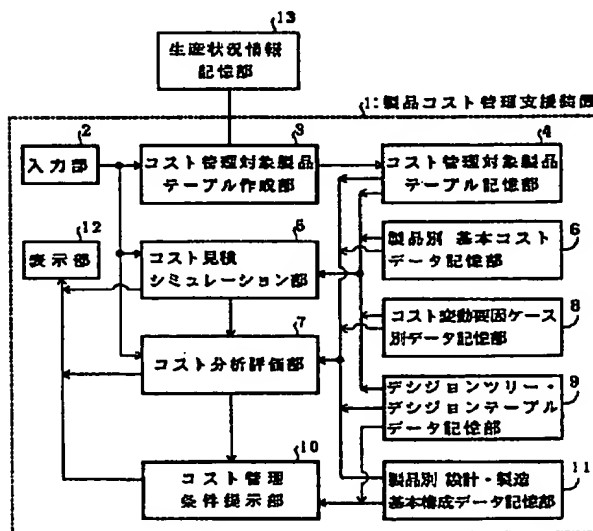 13
生産状況情報
記憶部
1:製品コスト管理支援装置
2
入力部
3
コスト管理対象製品
テーブル作成部
4
コスト管理対象製品
テーブル記憶部
12
表示部
5
コスト見積
シミュレーション部
製品別 基本コスト
データ記憶部
6
7
コスト分析評価部
コスト変動要因ケース
別データ記憶部
8
デシジョンツリー・
デシジョンテーブル
データ記憶部
9
10
コスト管理
条件提示部
製品別 設計・製造
基本構成データ記憶部
11